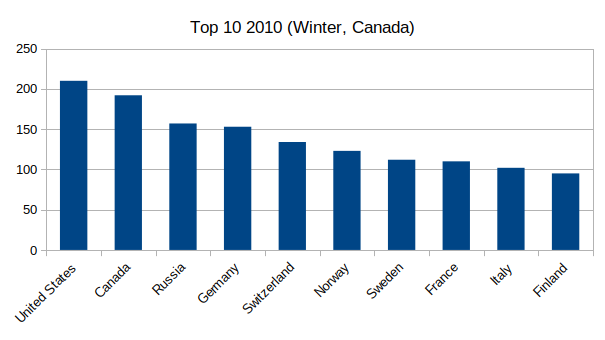 Top 10 2010 (Winter, Canada)
250
200
150
100
50
0
United States
Canada
Russia
Germany
Switzerland
Norway
Sweden
France
Italy
Finland